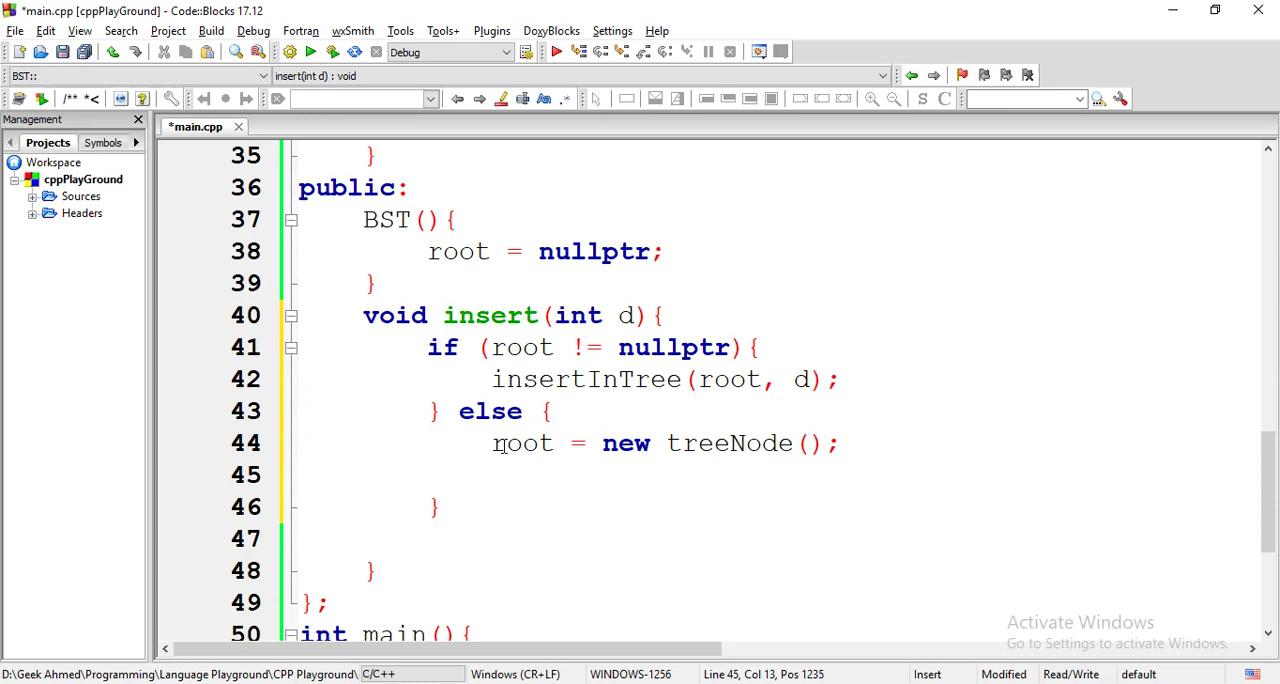 *main.cpp [cppPlayGround] - Code::Blocks 17.12
File Edit View Search Project Build Debug Fortran wxSmith Tools Tools+ Plugins DoxyBlocks Settings Help
Debug
BST:: insert(int d) : void
/** *<
S C
Management
*main.cpp
Projects Symbols
Workspace
cppPlayGround
Sources
Headers
35 }
36 public:
37 BST(){
38 root = nullptr;
39 }
40 void insert(int d){
41 if (root != nullptr){
42 insertInTree(root, d);
43 } else {
44 root = new treeNode();
45
46 }
47
48 }
49 };
50 int main(){
Activate Windows
Go to Settings to activate Windows.
D:\Geek Ahmed\Programming\Language Playground\CPP Playground\ C/C++ Windows (CR+LF) WINDOWS-1256 Line 45, Col 13, Pos 1235 Insert Modified Read/Write default